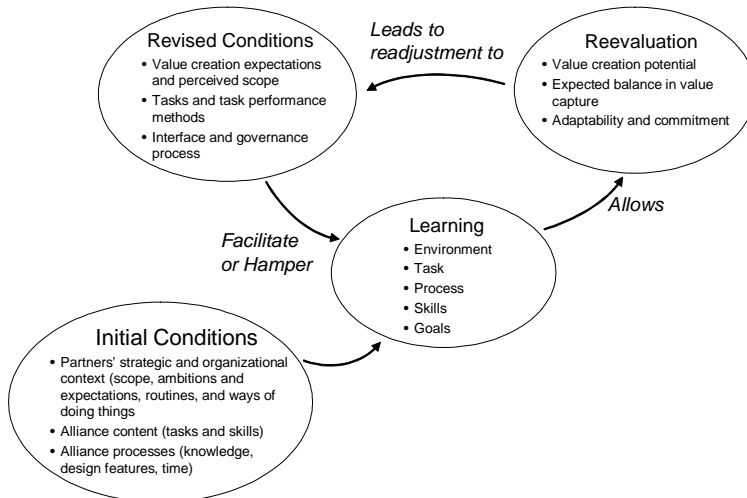 Revised Conditions
• Value creation expectations
and perceived scope
• Tasks and task performance
methods
• Interface and governance
process
Leads to
readjustment to
Reevaluation
• Value creation potential
• Expected balance in value
capture
• Adaptability and commitment
Allows
Facilitate
or Hamper
Learning
• Environment
• Task
• Process
• Skills
• Goals
Initial Conditions
• Partners' strategic and organizational
context (scope, ambitions and
expectations, routines, and ways of
doing things
• Alliance content (tasks and skills)
• Alliance processes (knowledge,
design features, time)